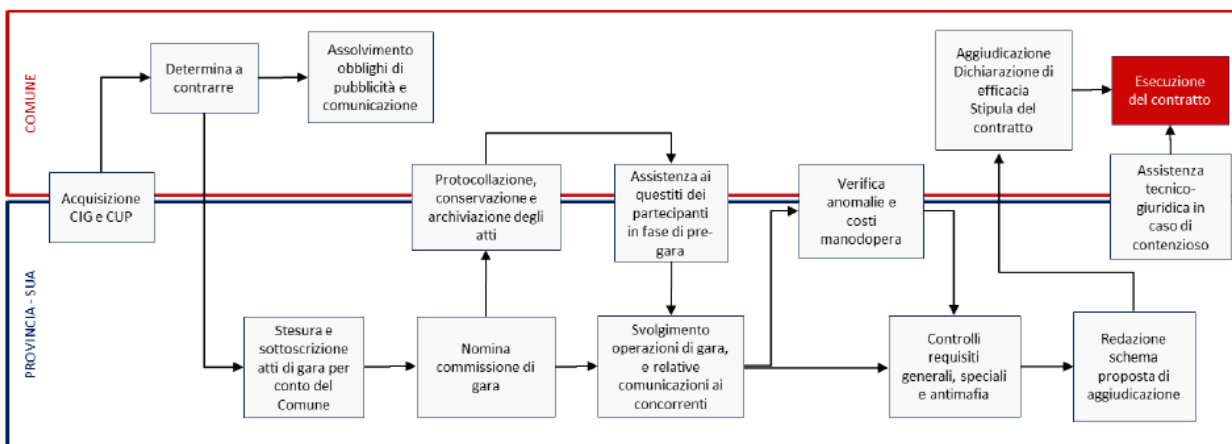 COMUNE
Determina a
contrarre
Assolvimento
obblighi di
pubblicità e
comunicazione
Aggiudicazione
Dichiarazione di
efficacia
Stipula del
contratto
Esecuzione
del contratto
Acquisizione
CIG e CUP
Protocollazione,
conservazione e
archiviazione degli
atti
Assistenza ai
questiti dei
partecipanti
in fase di pre-
gara
Verifica
anomalie e
costi
manodopera
Assistenza
tecnico-
giuridica in
caso di
contenzioso
PROVINCIA - SUA
Stesura e
sottoscrizione
atti di gara per
conto del
Comune
Nomina
commissione di
gara
Svolgimento
operazioni di gara,
e relative
comunicazioni ai
concorrenti
Controlli
requisiti
generali, speciali
e antimafia
Redazione
schema
proposta di
aggiudicazione